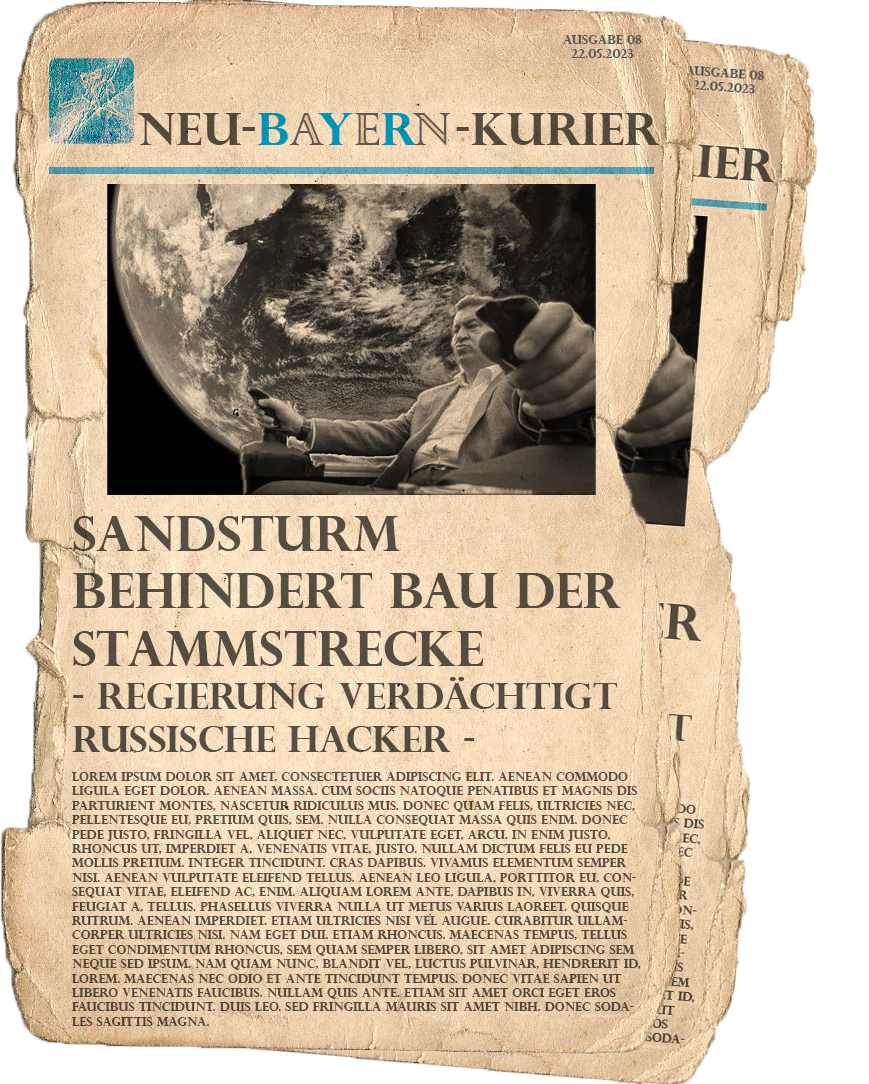 AUSGABE 08
22.05.2023
NEU-BAYERN-KURIER
SANDSTURM
BEHINDERT BAU DER
STAMMSTRECKE
- REGIERUNG VERDÄCHTIGT
RUSSISCHE HACKER -
LOREM IPSUM DOLOR SIT AMET, CONSECTETUER ADIPISCING ELIT. AENEAN COMMODO
LIGULA EGET DOLOR. AENEAN MASSA. CUM SOCIIS NATOQUE PENATIBUS ET MAGNIS DIS
PARTURIENT MONTES, NASCETUR RIDICULUS MUS. DONEC QUAM FELIS, ULTRICIES NEC,
PELLENTESQUE EU, PRETIUM QUIS, SEM. NULLA CONSEQUAT MASSA QUIS ENIM. DONEC
PEDE JUSTO, FRINGILLA VEL, ALIQUET NEC, VULPUTATE EGET, ARCU. IN ENIM JUSTO,
RHONCUS UT, IMPERDIET A, VENENATIS VITAE, JUSTO. NULLAM DICTUM FELIS EU PEDE
MOLLIS PRETIUM. INTEGER TINCIDUNT. CRAS DAPIBUS. VIVAMUS ELEMENTUM SEMPER
NISI. AENEAN VULPUTATE ELEIFEND TELLUS. AENEAN LEO LIGULA, PORTTITOR EU, CON-
SEQUAT VITAE, ELEIFEND AC, ENIM. ALIQUAM LOREM ANTE, DAPIBUS IN, VIVERRA QUIS,
FEUGIAT A, TELLUS. PHASELLUS VIVERRA NULLA UT METUS VARIUS LAOREET. QUISQUE
RUTRUM. AENEAN IMPERDIET. ETIAM ULTRICIES NISI VEL AUGUE. CURABITUR ULLAM-
CORPER ULTRICIES NISI. NAM EGET DUI. ETIAM RHONCUS. MAECENAS TEMPUS, TELLUS
EGET CONDIMENTUM RHONCUS, SEM QUAM SEMPER LIBERO, SIT AMET ADIPISCING SEM
NEQUE SED IPSUM. NAM QUAM NUNC, BLANDIT VEL, LUCTUS PULVINAR, HENDRERIT ID,
LOREM. MAECENAS NEC ODIO ET ANTE TINCIDUNT TEMPUS. DONEC VITAE SAPIEN UT
LIBERO VENENATIS FAUCIBUS. NULLAM QUIS ANTE. ETIAM SIT AMET ORCI EGET EROS
FAUCIBUS TINCIDUNT. DUIS LEO. SED FRINGILLA MAURIS SIT AMET NIBH. DONEC SODA-
LES SAGITTIS MAGNA.
AUSGABE 08
22.05.2023